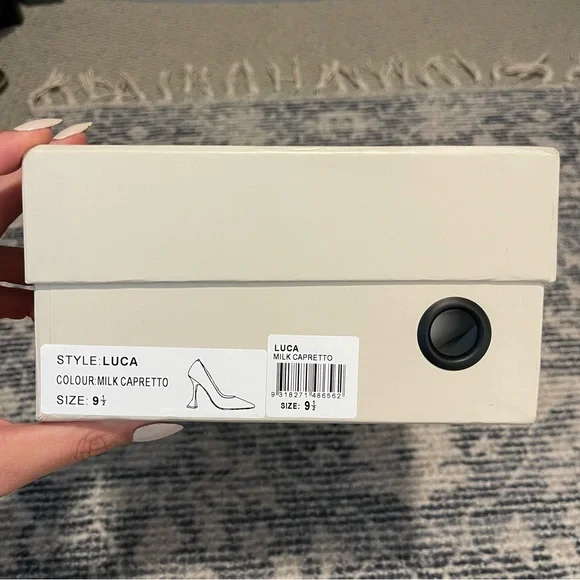 STYLE:LUCA
COLOUR:MILK CAPRETTO
SIZE: 9½
LUCA
MILK CAPRETTO
9 318271 486562
SIZE: 9½